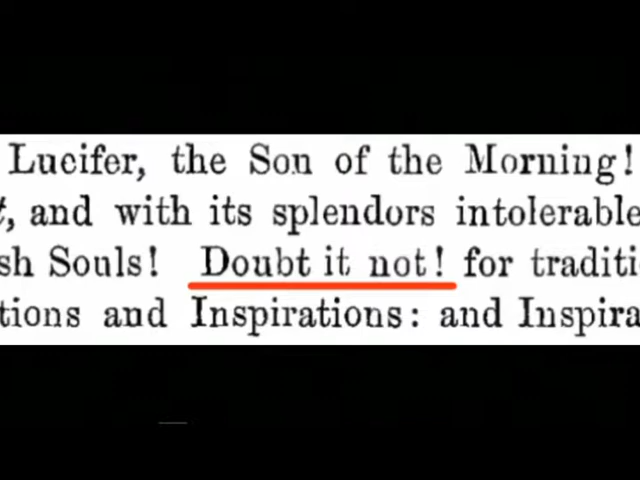 Lucifer, the Son of the Morning!
, and with its splendors intolerable
sh Souls! Doubt it not! for traditi
tions and Inspirations: and Inspira